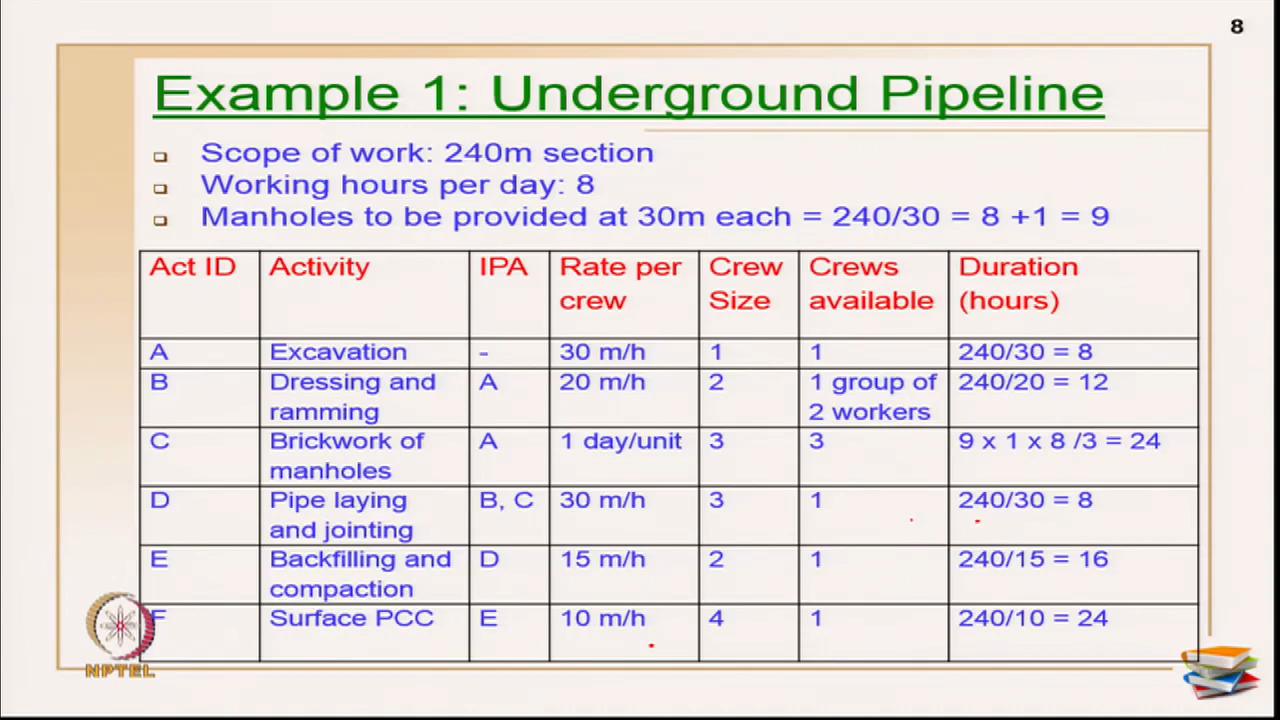 8
Example 1: Underground Pipeline
Scope of work: 240m section
Working hours per day: 8
Manholes to be provided at 30m each = 240/30 = 8 +1 = 9
Act ID Activity IPA Rate per crew Crew Size Crews available Duration (hours)
A Excavation - 30 m/h 1 1 240/30 = 8
B Dressing and ramming A 20 m/h 2 1 group of 2 workers 240/20 = 12
C Brickwork of manholes A 1 day/unit 3 3 9 x 1 x 8 /3 = 24
D Pipe laying and jointing B, C 30 m/h 3 1 240/30 = 8
E Backfilling and compaction D 15 m/h 2 1 240/15 = 16
F Surface PCC E 10 m/h 4 1 240/10 = 24
NPTEL